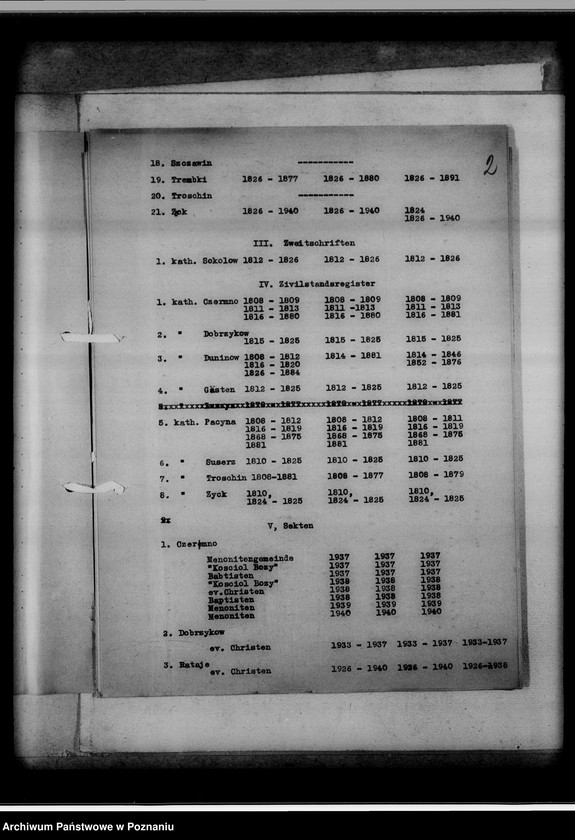 2
18. Szczawin -----------
19. Trembki 1826 - 1877 1826 - 1880 1826 - 1891
20. Troschin -----------
21. Zyck 1826 - 1940 1826 - 1940 1824
1826 - 1940
III. Zweitschriften
1. kath. Sokolow 1812 - 1826 1812 - 1826 1812 - 1826
IV. Zivilstandsregister
1. kath. Czermno 1808 - 1809 1808 - 1809 1808 - 1809
1811 - 1813 1811 -1813 1811 - 1813
1816 - 1880 1816 - 1880 1816 - 1881
2. " Dobrzykow
1815 - 1825 1815 - 1825 1815 - 1825
3. " Duninow 1808 - 1812 1814 - 1881 1814 - 1846
1816 - 1820 1852 - 1876
1826 - 1884
4. " Gästen 1812 - 1825 1812 - 1825 1812 - 1825
5. kath. Pacyna 1808 - 1812 1808 - 1812 1808 - 1811
1816 - 1819 1816 - 1819 1816 - 1819
1868 - 1875 1868 - 1875 1868 - 1875
1881 1881 1881
6. " Suserz 1810 - 1825 1810 - 1825 1810 - 1825
7. " Troschin 1808-1881 1808 - 1877 1808 - 1879
8. " Zyck 1810, 1810, 1810,
1824 - 1825 1824 - 1825 1824 - 1825
V, Sekten
1. Czermno
Menonitengemeinde 1937 1937 1937
"Kosciol Bozy" 1937 1937 1937
Babtisten 1937 1937 1937
"Kosciol Bozy" 1938 1938 1938
ev.Christen 1938 1938 1938
Baptisten 1938 1938 1938
Menoniten 1939 1939 1939
Menoniten 1940 1940 1940
2. Dobrzykow
ev. Christen 1933 - 1937 1933 - 1937 1933-1937
3. Rataje
ev. Christen 1926 - 1940 1926 - 1940 1926-1938
Archiwum Państwowe w Poznaniu